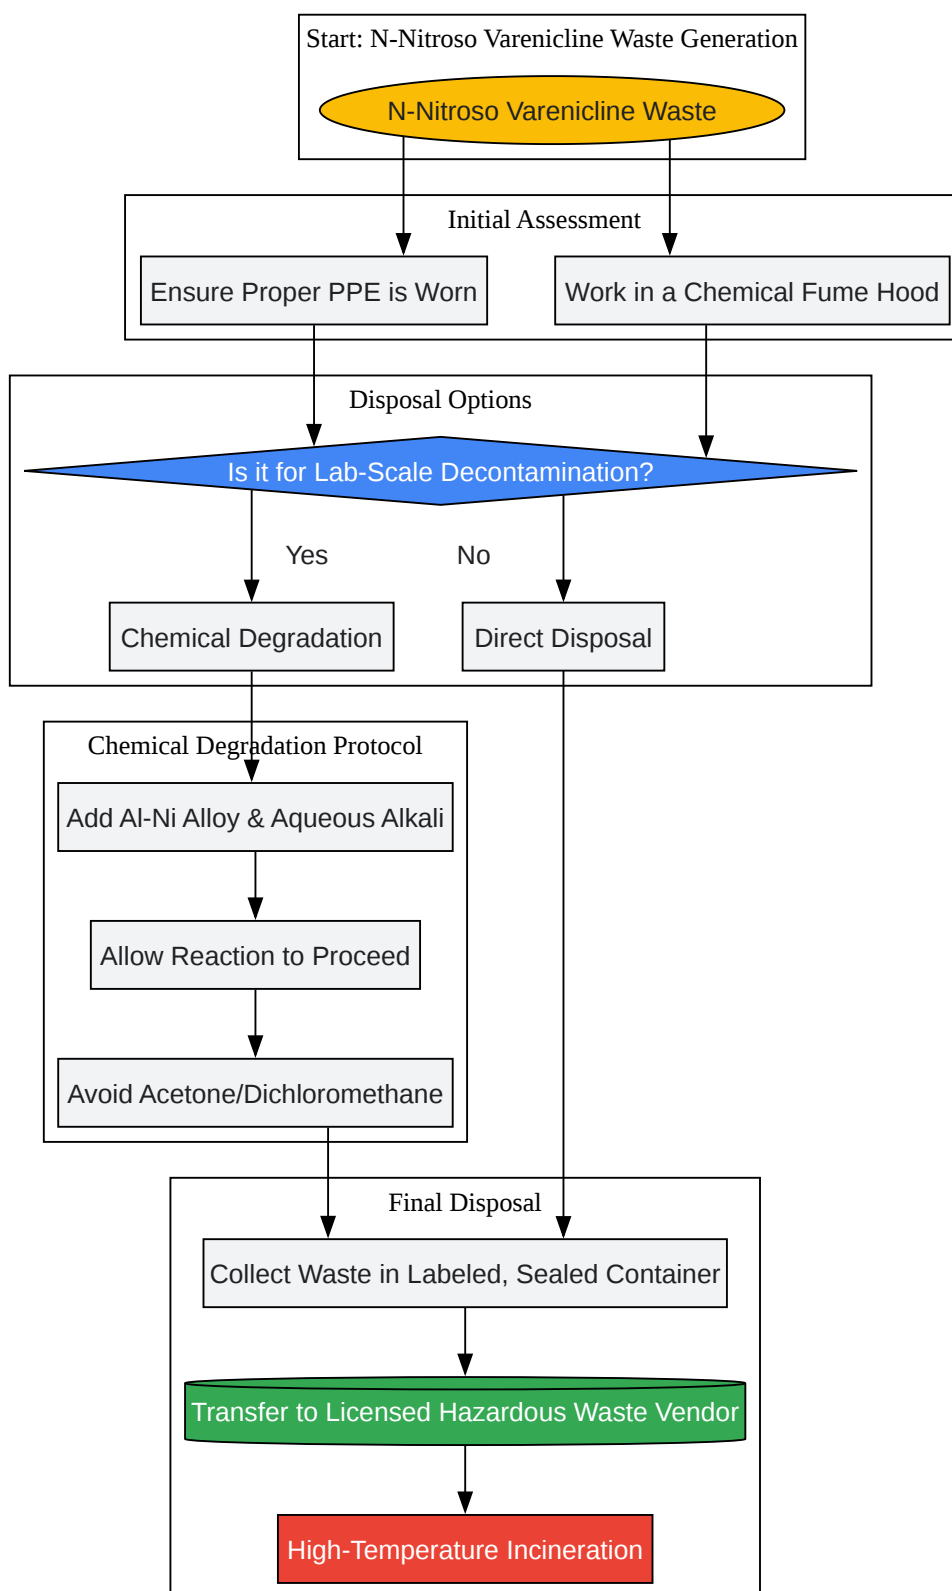 Start: N-Nitroso Varenicline Waste Generation
N-Nitroso Varenicline Waste
Initial Assessment
Ensure Proper PPE is Worn
Work in a Chemical Fume Hood
Disposal Options
Is it for Lab-Scale Decontamination?
Yes
No
Chemical Degradation
Direct Disposal
Chemical Degradation Protocol
Add Al-Ni Alloy & Aqueous Alkali
Allow Reaction to Proceed
Avoid Acetone/Dichloromethane
Final Disposal
Collect Waste in Labeled, Sealed Container
Transfer to Licensed Hazardous Waste Vendor
High-Temperature Incineration